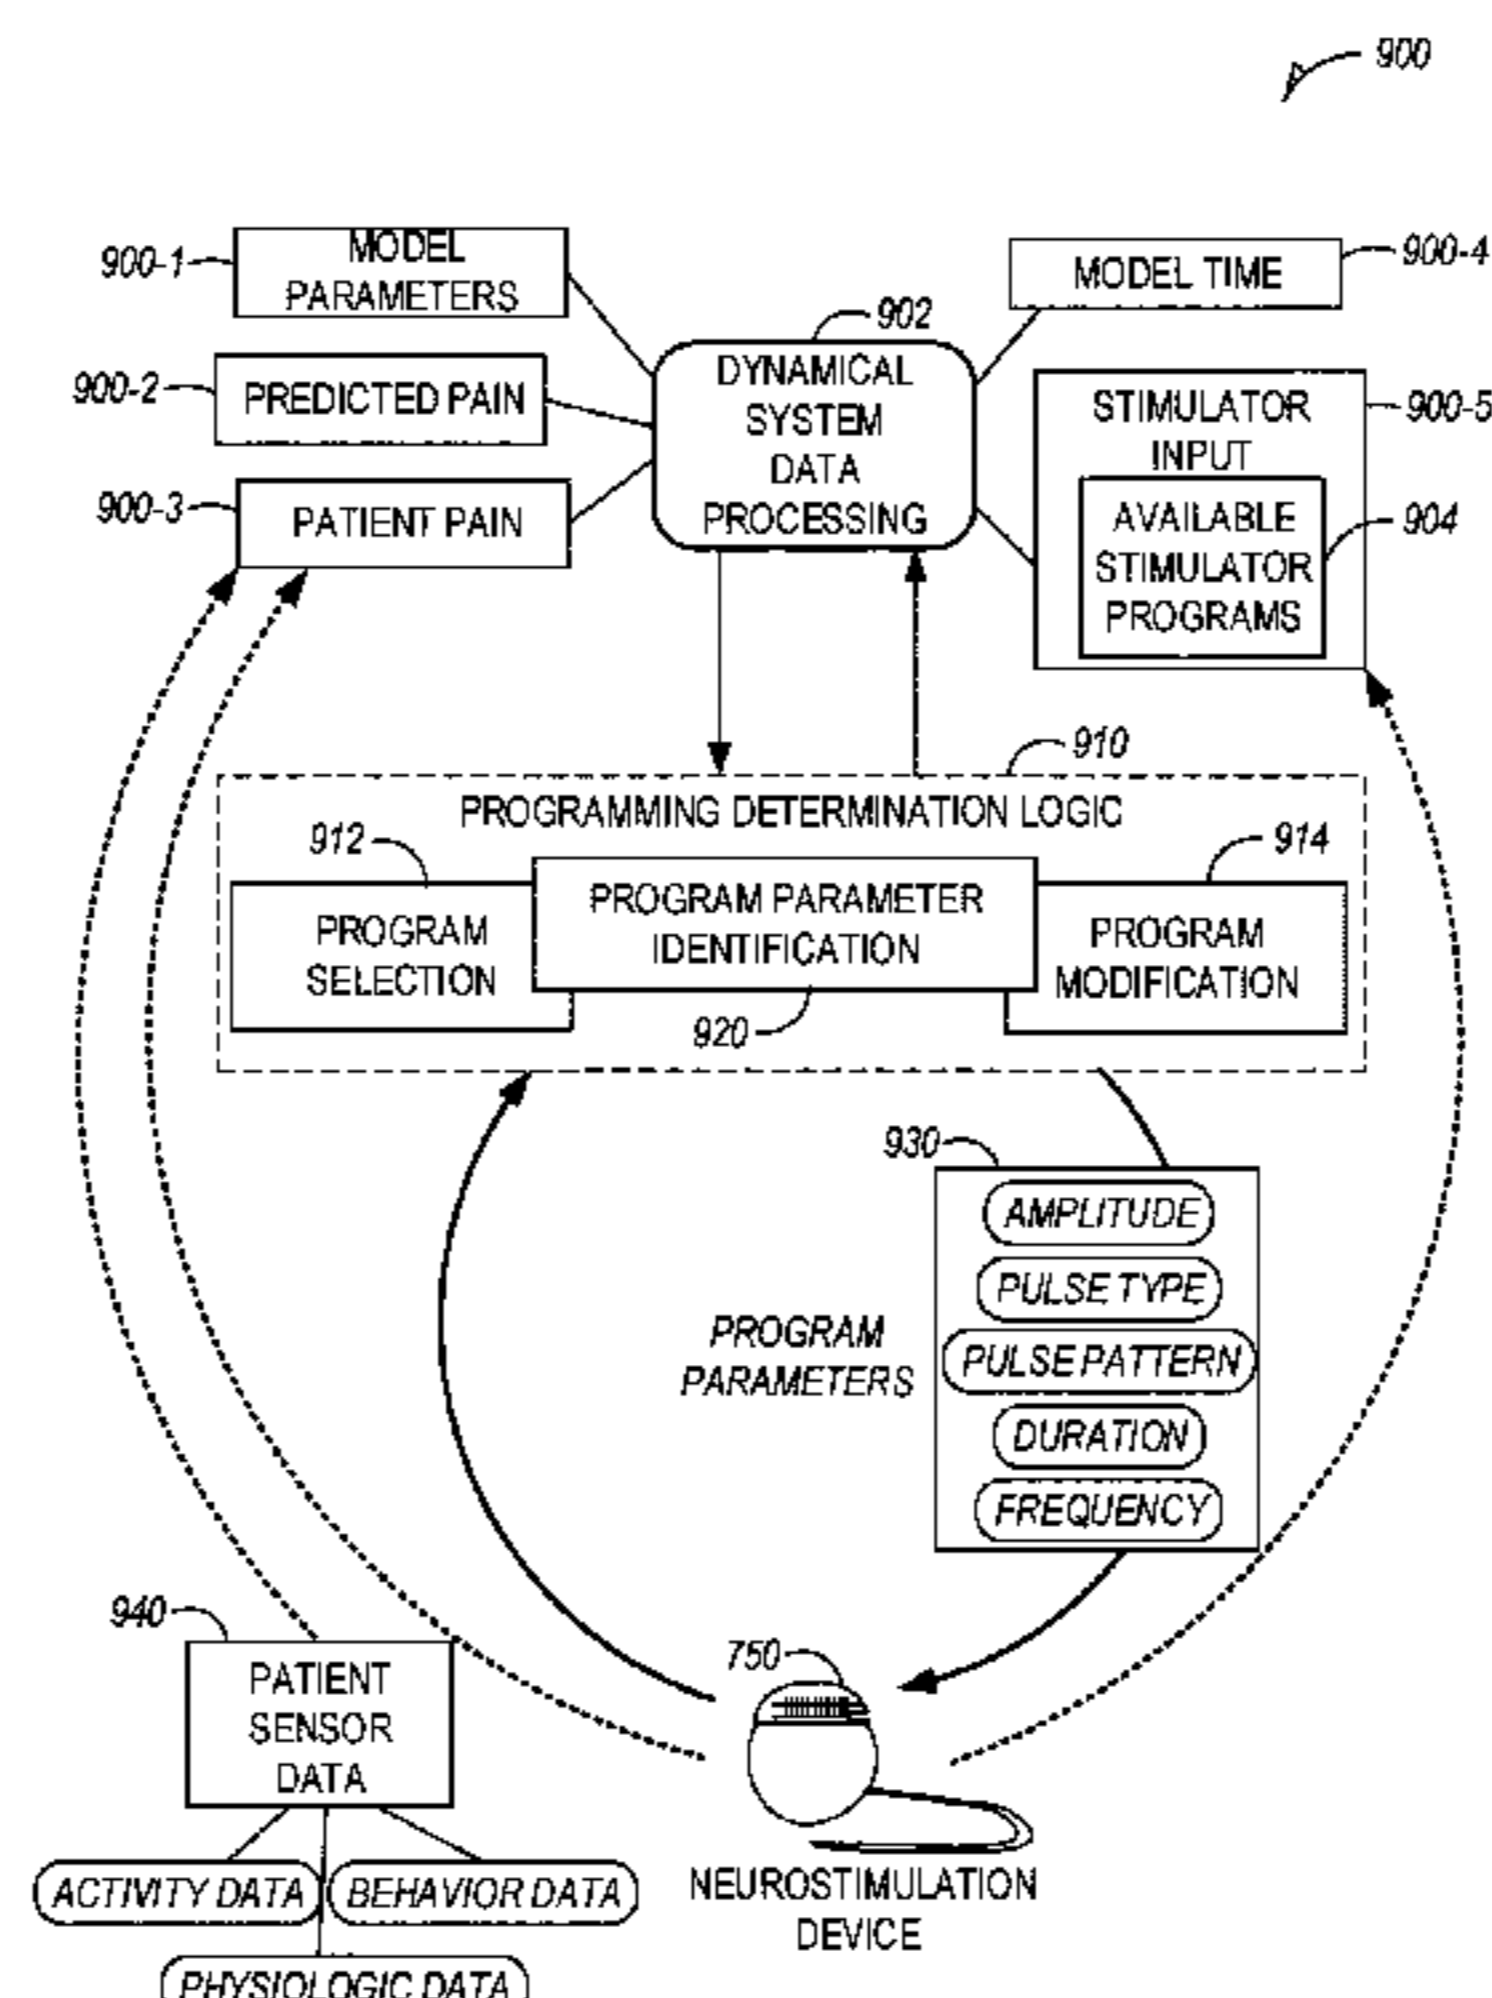 900
900-1
MODEL
PARAMETERS
900-2
PREDICTED PAIN
900-3
PATIENT PAIN
902
DYNAMICAL
SYSTEM
DATA
PROCESSING
MODEL TIME
900-4
STIMULATOR
INPUT
900-5
AVAILABLE
STIMULATOR
PROGRAMS
904
910
PROGRAMMING DETERMINATION LOGIC
912
914
PROGRAM
SELECTION
PROGRAM PARAMETER
IDENTIFICATION
PROGRAM
MODIFICATION
920
930
AMPLITUDE
PULSE TYPE
PULSE PATTERN
DURATION
FREQUENCY
PROGRAM
PARAMETERS
940
PATIENT
SENSOR
DATA
ACTIVITY DATA
BEHAVIOR DATA
PHYSIOLOGIC DATA
750
NEUROSTIMULATION
DEVICE